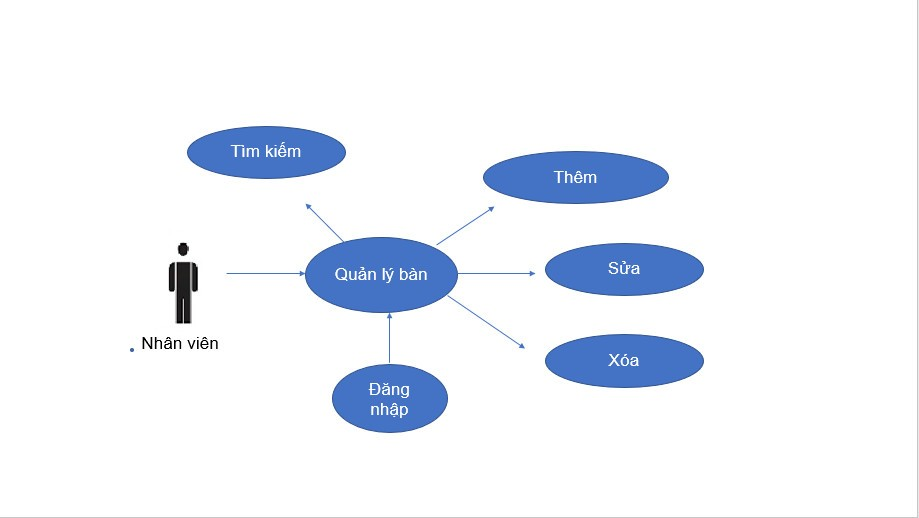 Tìm kiếm
Thêm
Quản lý bàn
Sửa
Nhân viên
Xóa
Đăng
nhập